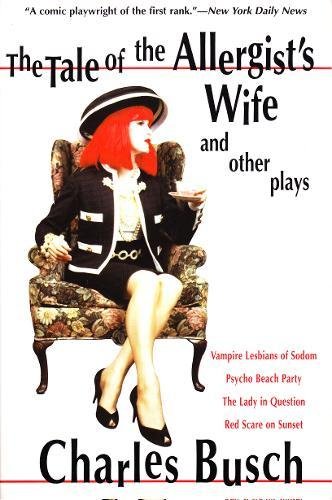 “A comic playwright of the first rank.”—New York Daily News
The Tale of the Allergist's
Wife
and
other
plays
Vampire Lesbians of Sodom
Psycho Beach Party
The Lady in Question
Red Scare on Sunset
Charles Busch